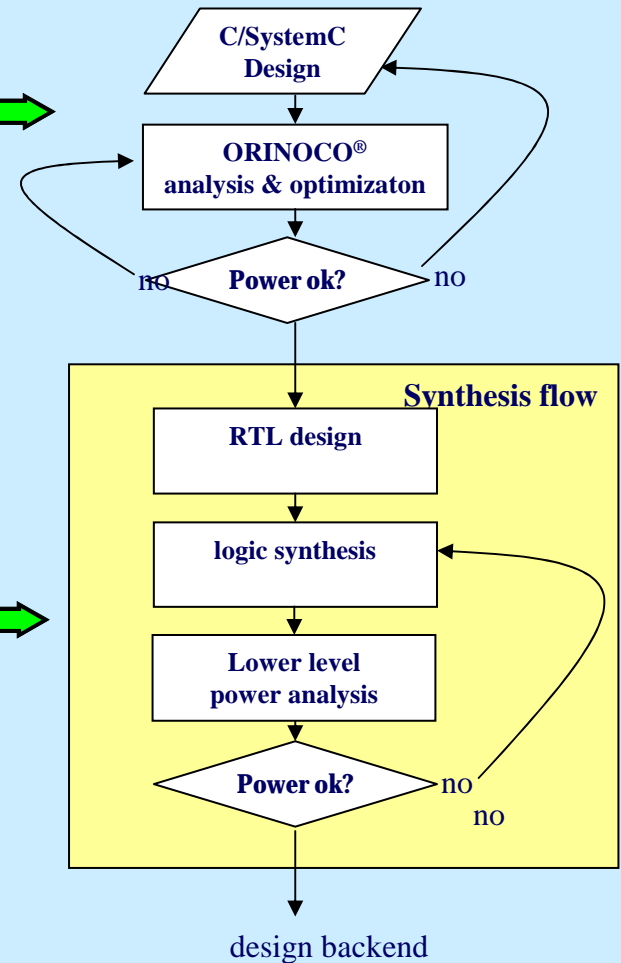 C/SystemC
Design
ORINOCO®
analysis & optimizaton
no
Power ok?
no
Synthesis flow
RTL design
logic synthesis
Lower level
power analysis
Power ok?
no
no
design backend